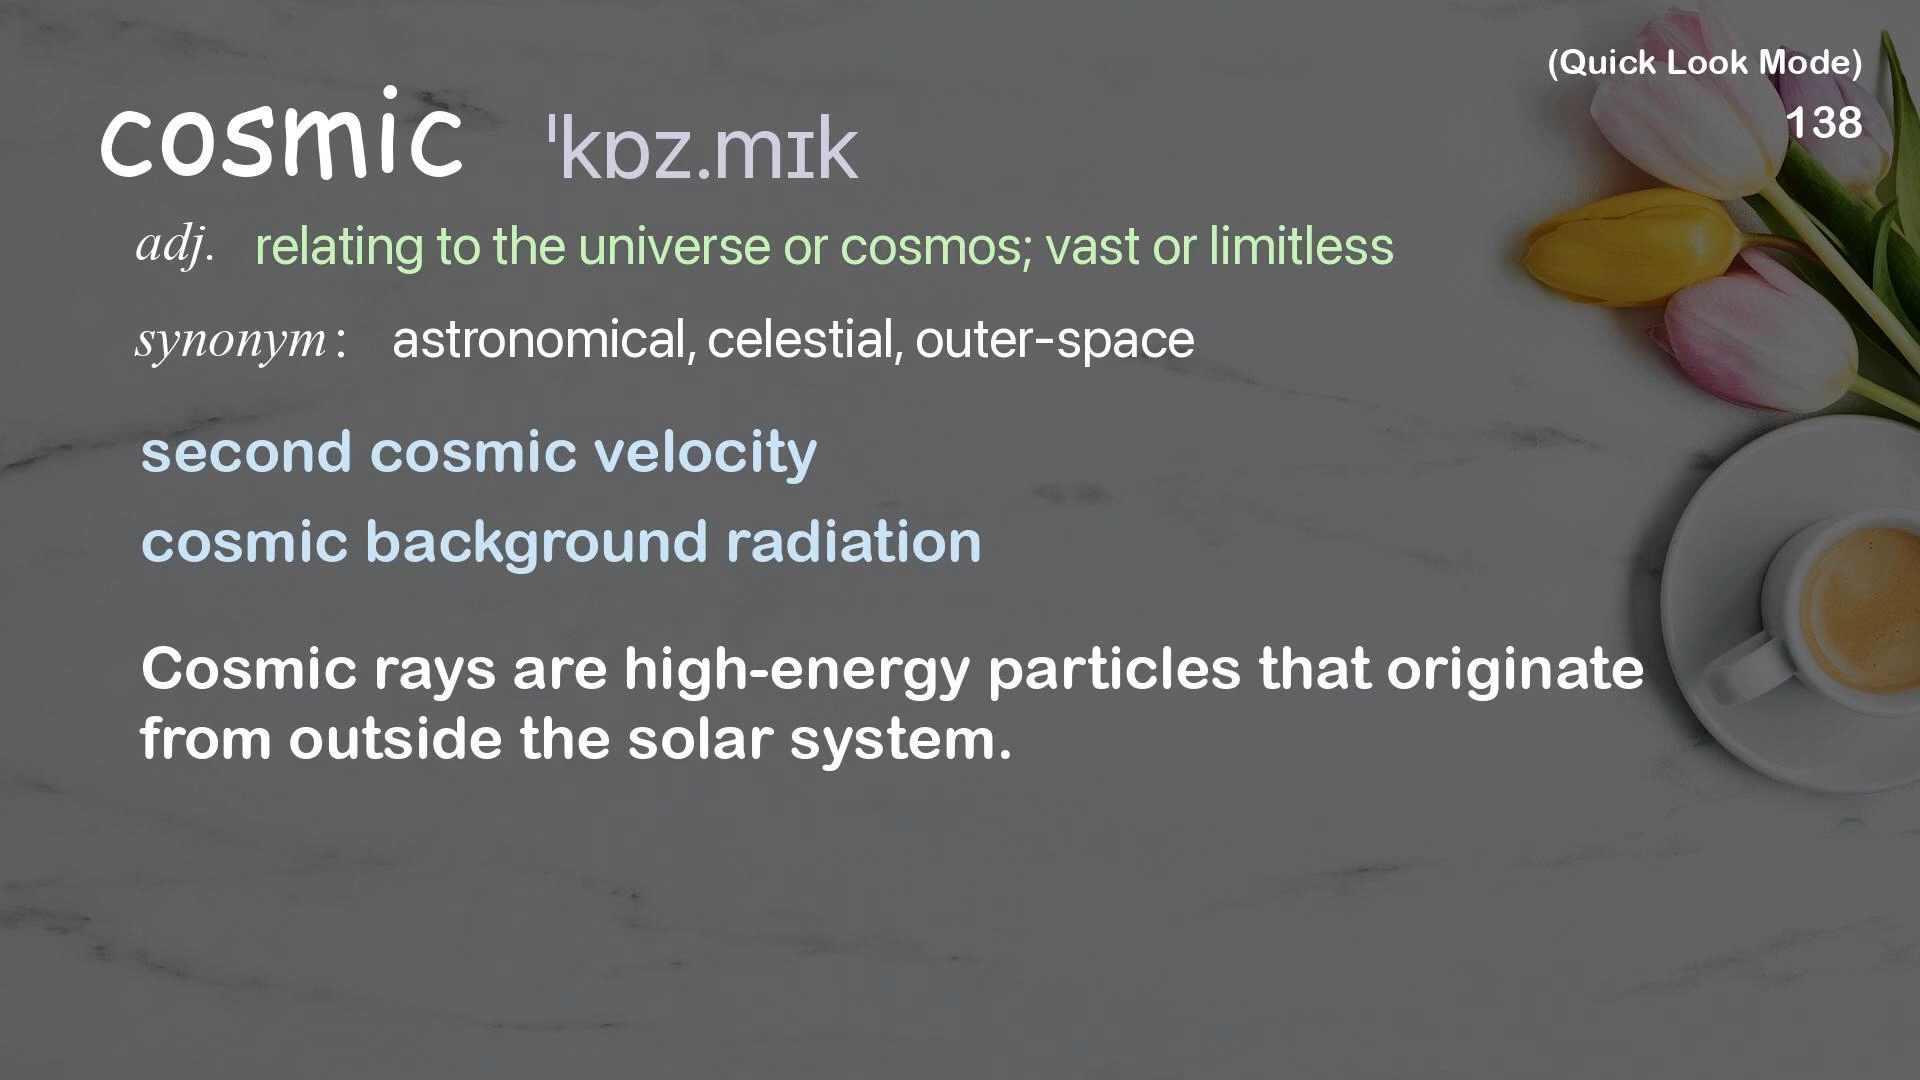 (Quick Look Mode)
138
cosmic ˈkɒz.mɪk
adj. relating to the universe or cosmos; vast or limitless
synonym : astronomical, celestial, outer-space
second cosmic velocity
cosmic background radiation
Cosmic rays are high-energy particles that originate
from outside the solar system.